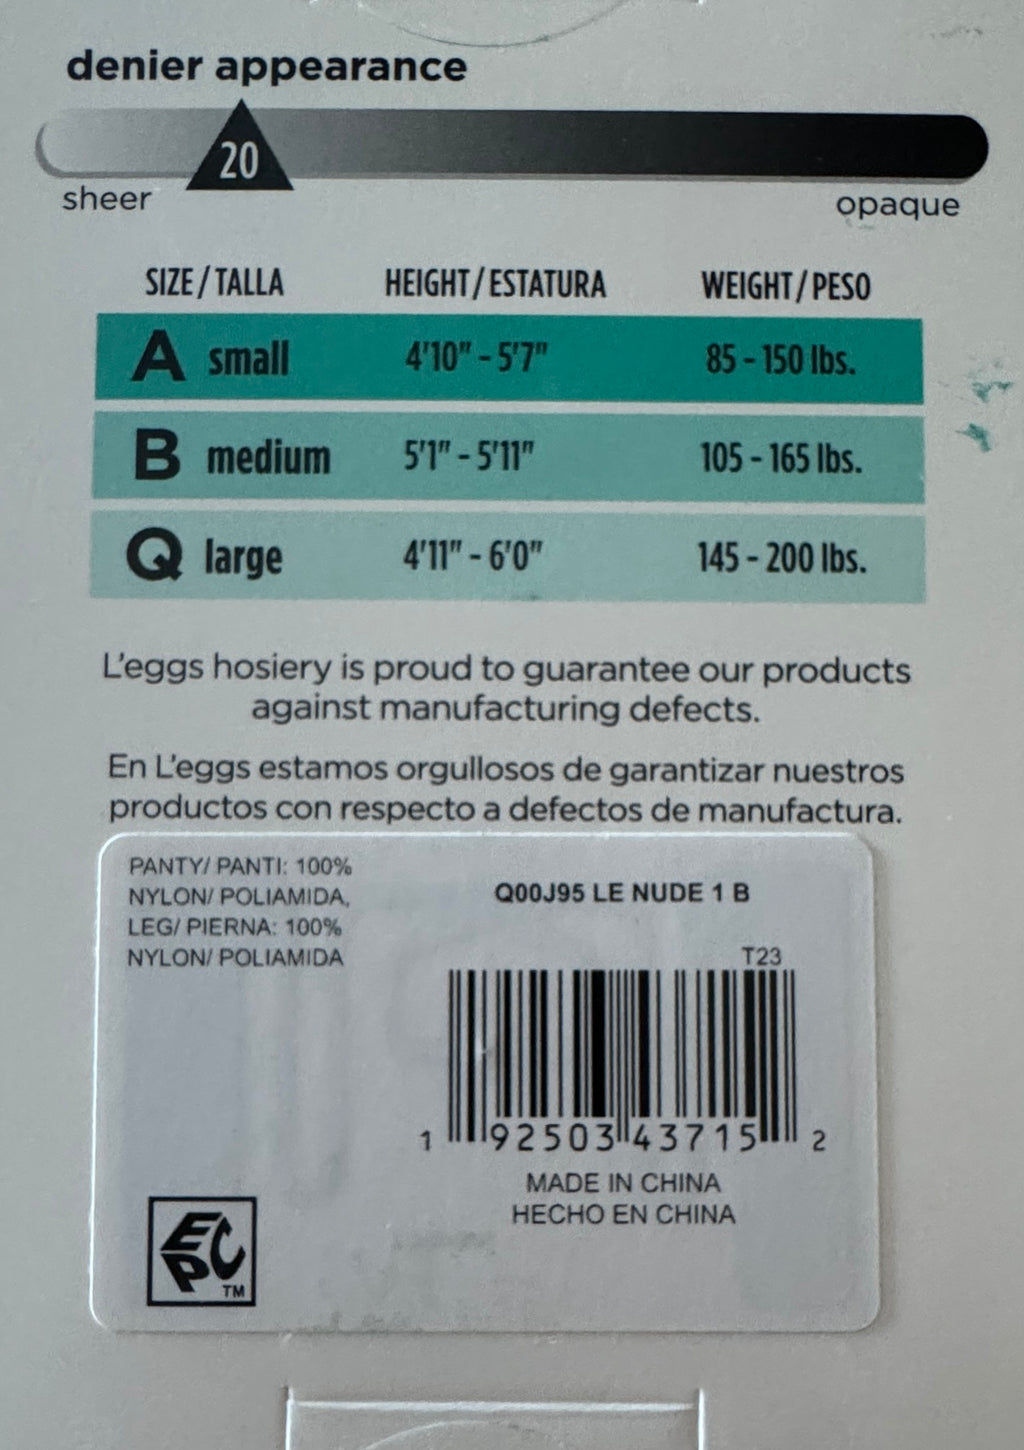 denier appearance
20
sheer
opaque
SIZE/TALLA HEIGHT/ESTATURA WEIGHT/PESO
A small 4'10" - 5'7" 85 - 150 lbs.
B medium 5'1" - 5'11" 105 - 165 lbs.
Q large 4'11" - 6'0" 145 - 200 lbs.
L'eggs hosiery is proud to guarantee our products
against manufacturing defects.
En L'eggs estamos orgullosos de garantizar nuestros
productos con respecto a defectos de manufactura.
PANTY/ PANTI: 100%
NYLON/ POLIAMIDA,
LEG/ PIERNA: 100%
NYLON/ POLIAMIDA
Q00J95 LE NUDE 1 B
T23
1 92503 43715 2
MADE IN CHINA
HECHO EN CHINA
EPC
TM